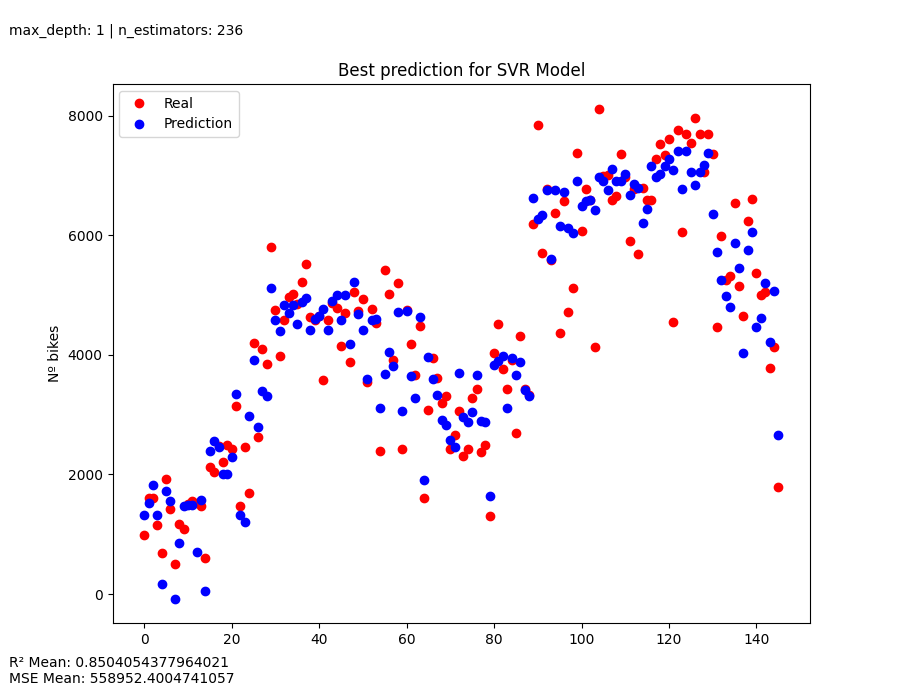 max_depth: 1 | n_estimators: 236
Best prediction for SVR Model
Real
Prediction
Nº bikes
8000
6000
4000
2000
0
0 20 40 60 80 100 120 140
R² Mean: 0.8504054377964021
MSE Mean: 558952.4004741057